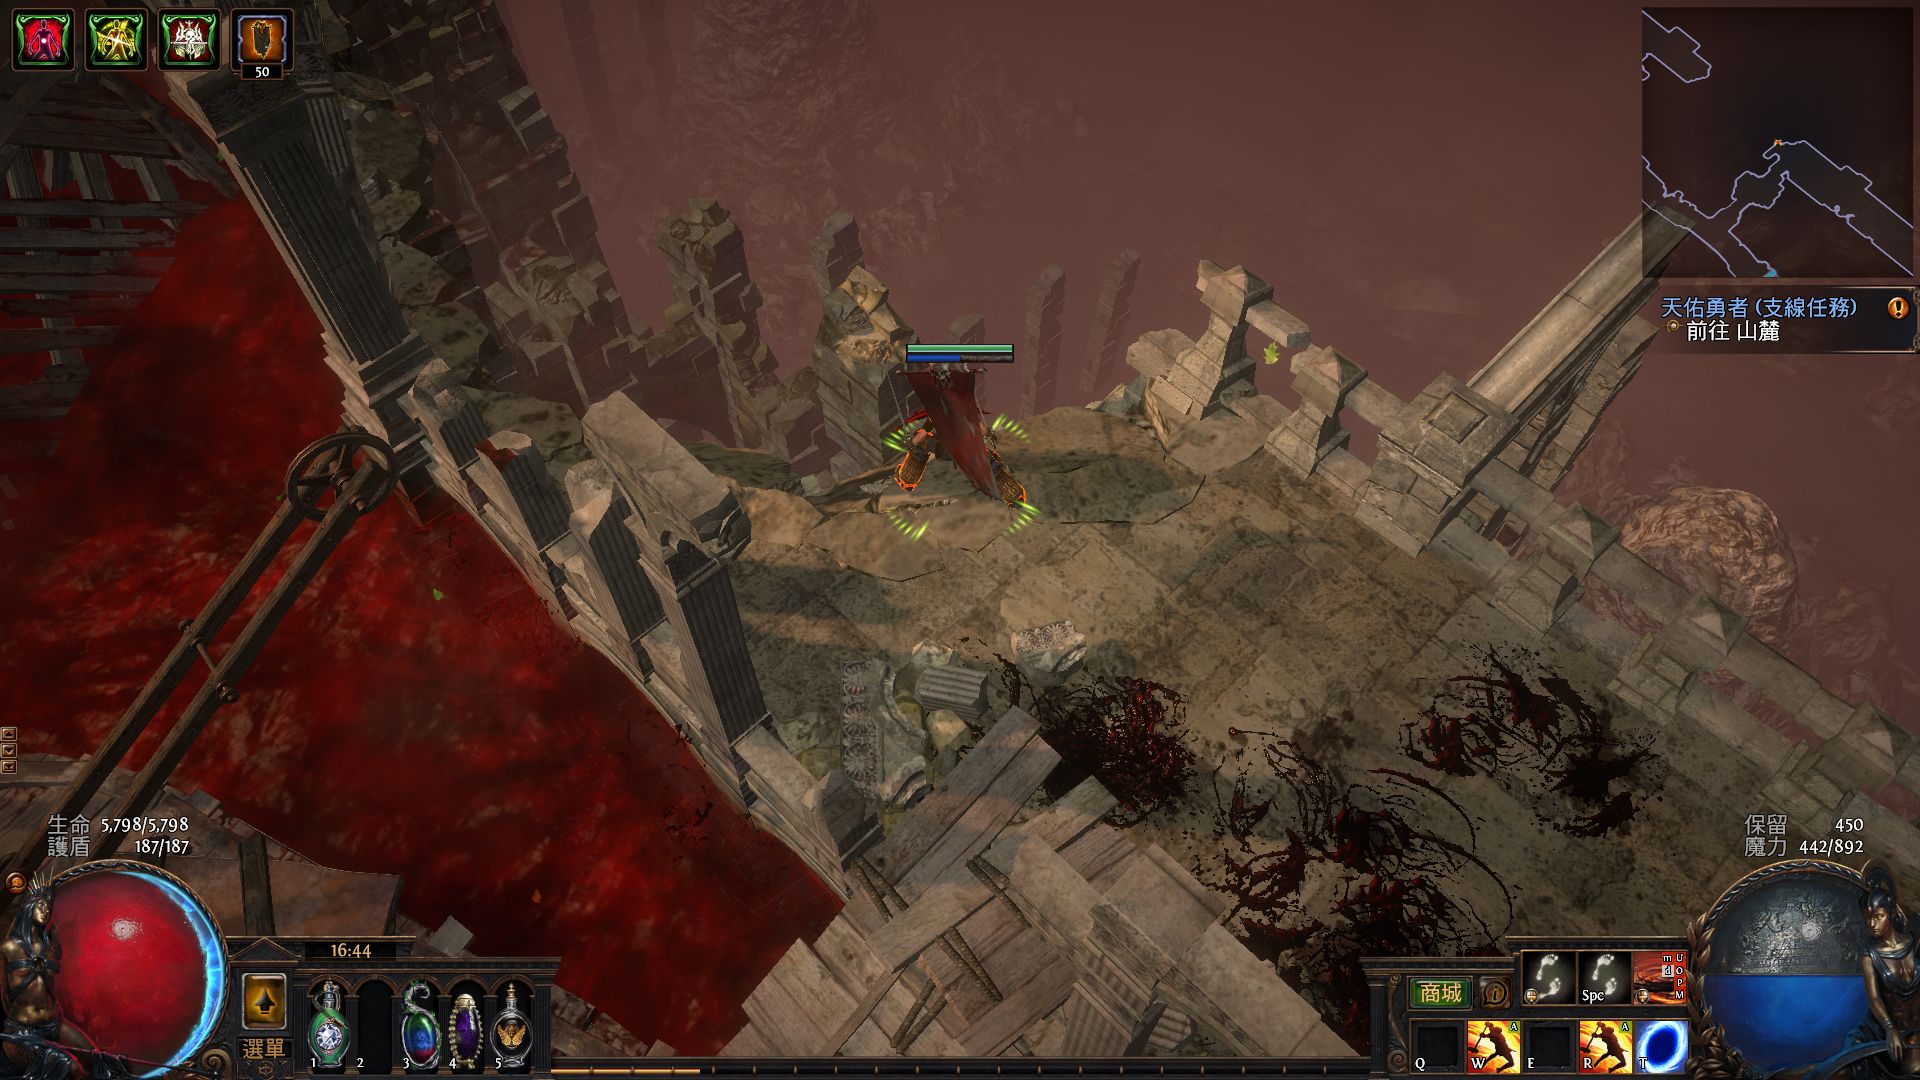 50
天佑勇者 (支線任務)
前往 山麓
生命 5,798/5,798
護盾 187/187
保留 450
魔力 442/892
16:44
選單
1 2 3 4 5
商城
Spc
m U
d O
P
M
A A
Q W E R T